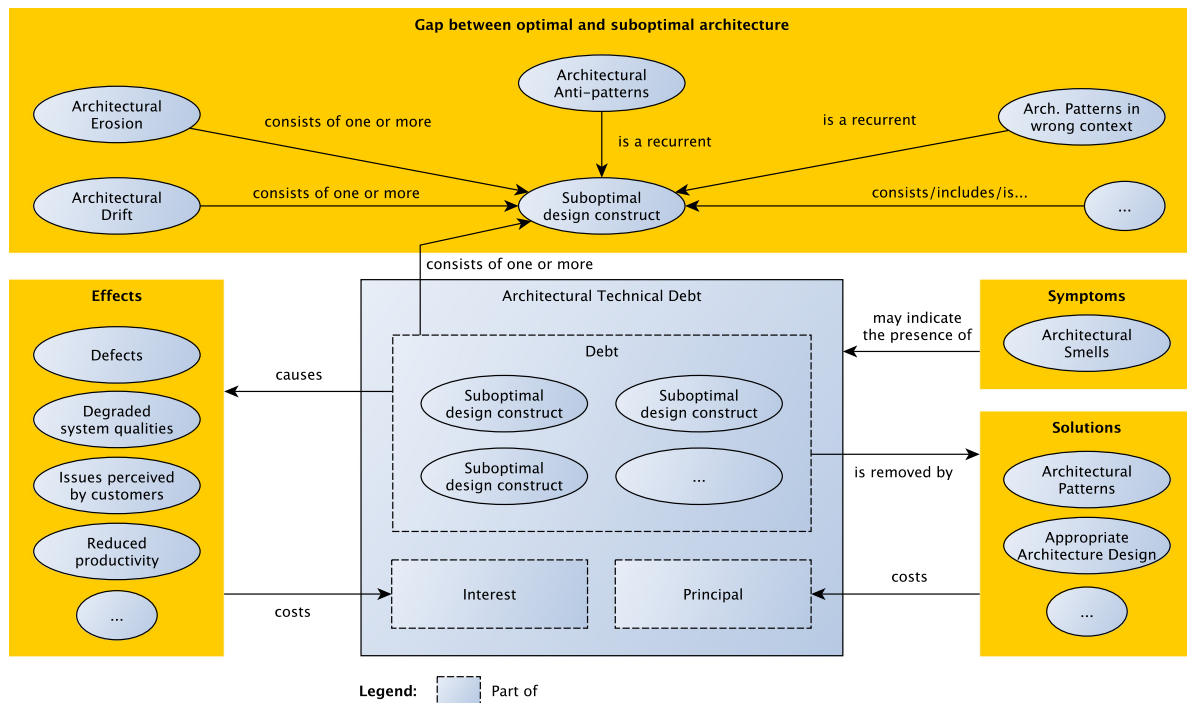 Gap between optimal and suboptimal architecture
Architectural
Erosion
consists of one or more
Architectural
Anti-patterns
is a recurrent
is a recurrent
Arch. Patterns in
wrong context
Architectural
Drift
consists of one or more
Suboptimal
design construct
consists/includes/is...
...
consists of one or more
Effects
Defects
Degraded
system qualities
Issues perceived
by customers
Reduced
productivity
...
causes
costs
Architectural Technical Debt
Debt
Suboptimal
design construct
Suboptimal
design construct
Suboptimal
design construct
...
Interest
Principal
may indicate
the presence of
is removed by
costs
Symptoms
Architectural
Smells
Solutions
Architectural
Patterns
Appropriate
Architecture Design
...
Legend:
Part of